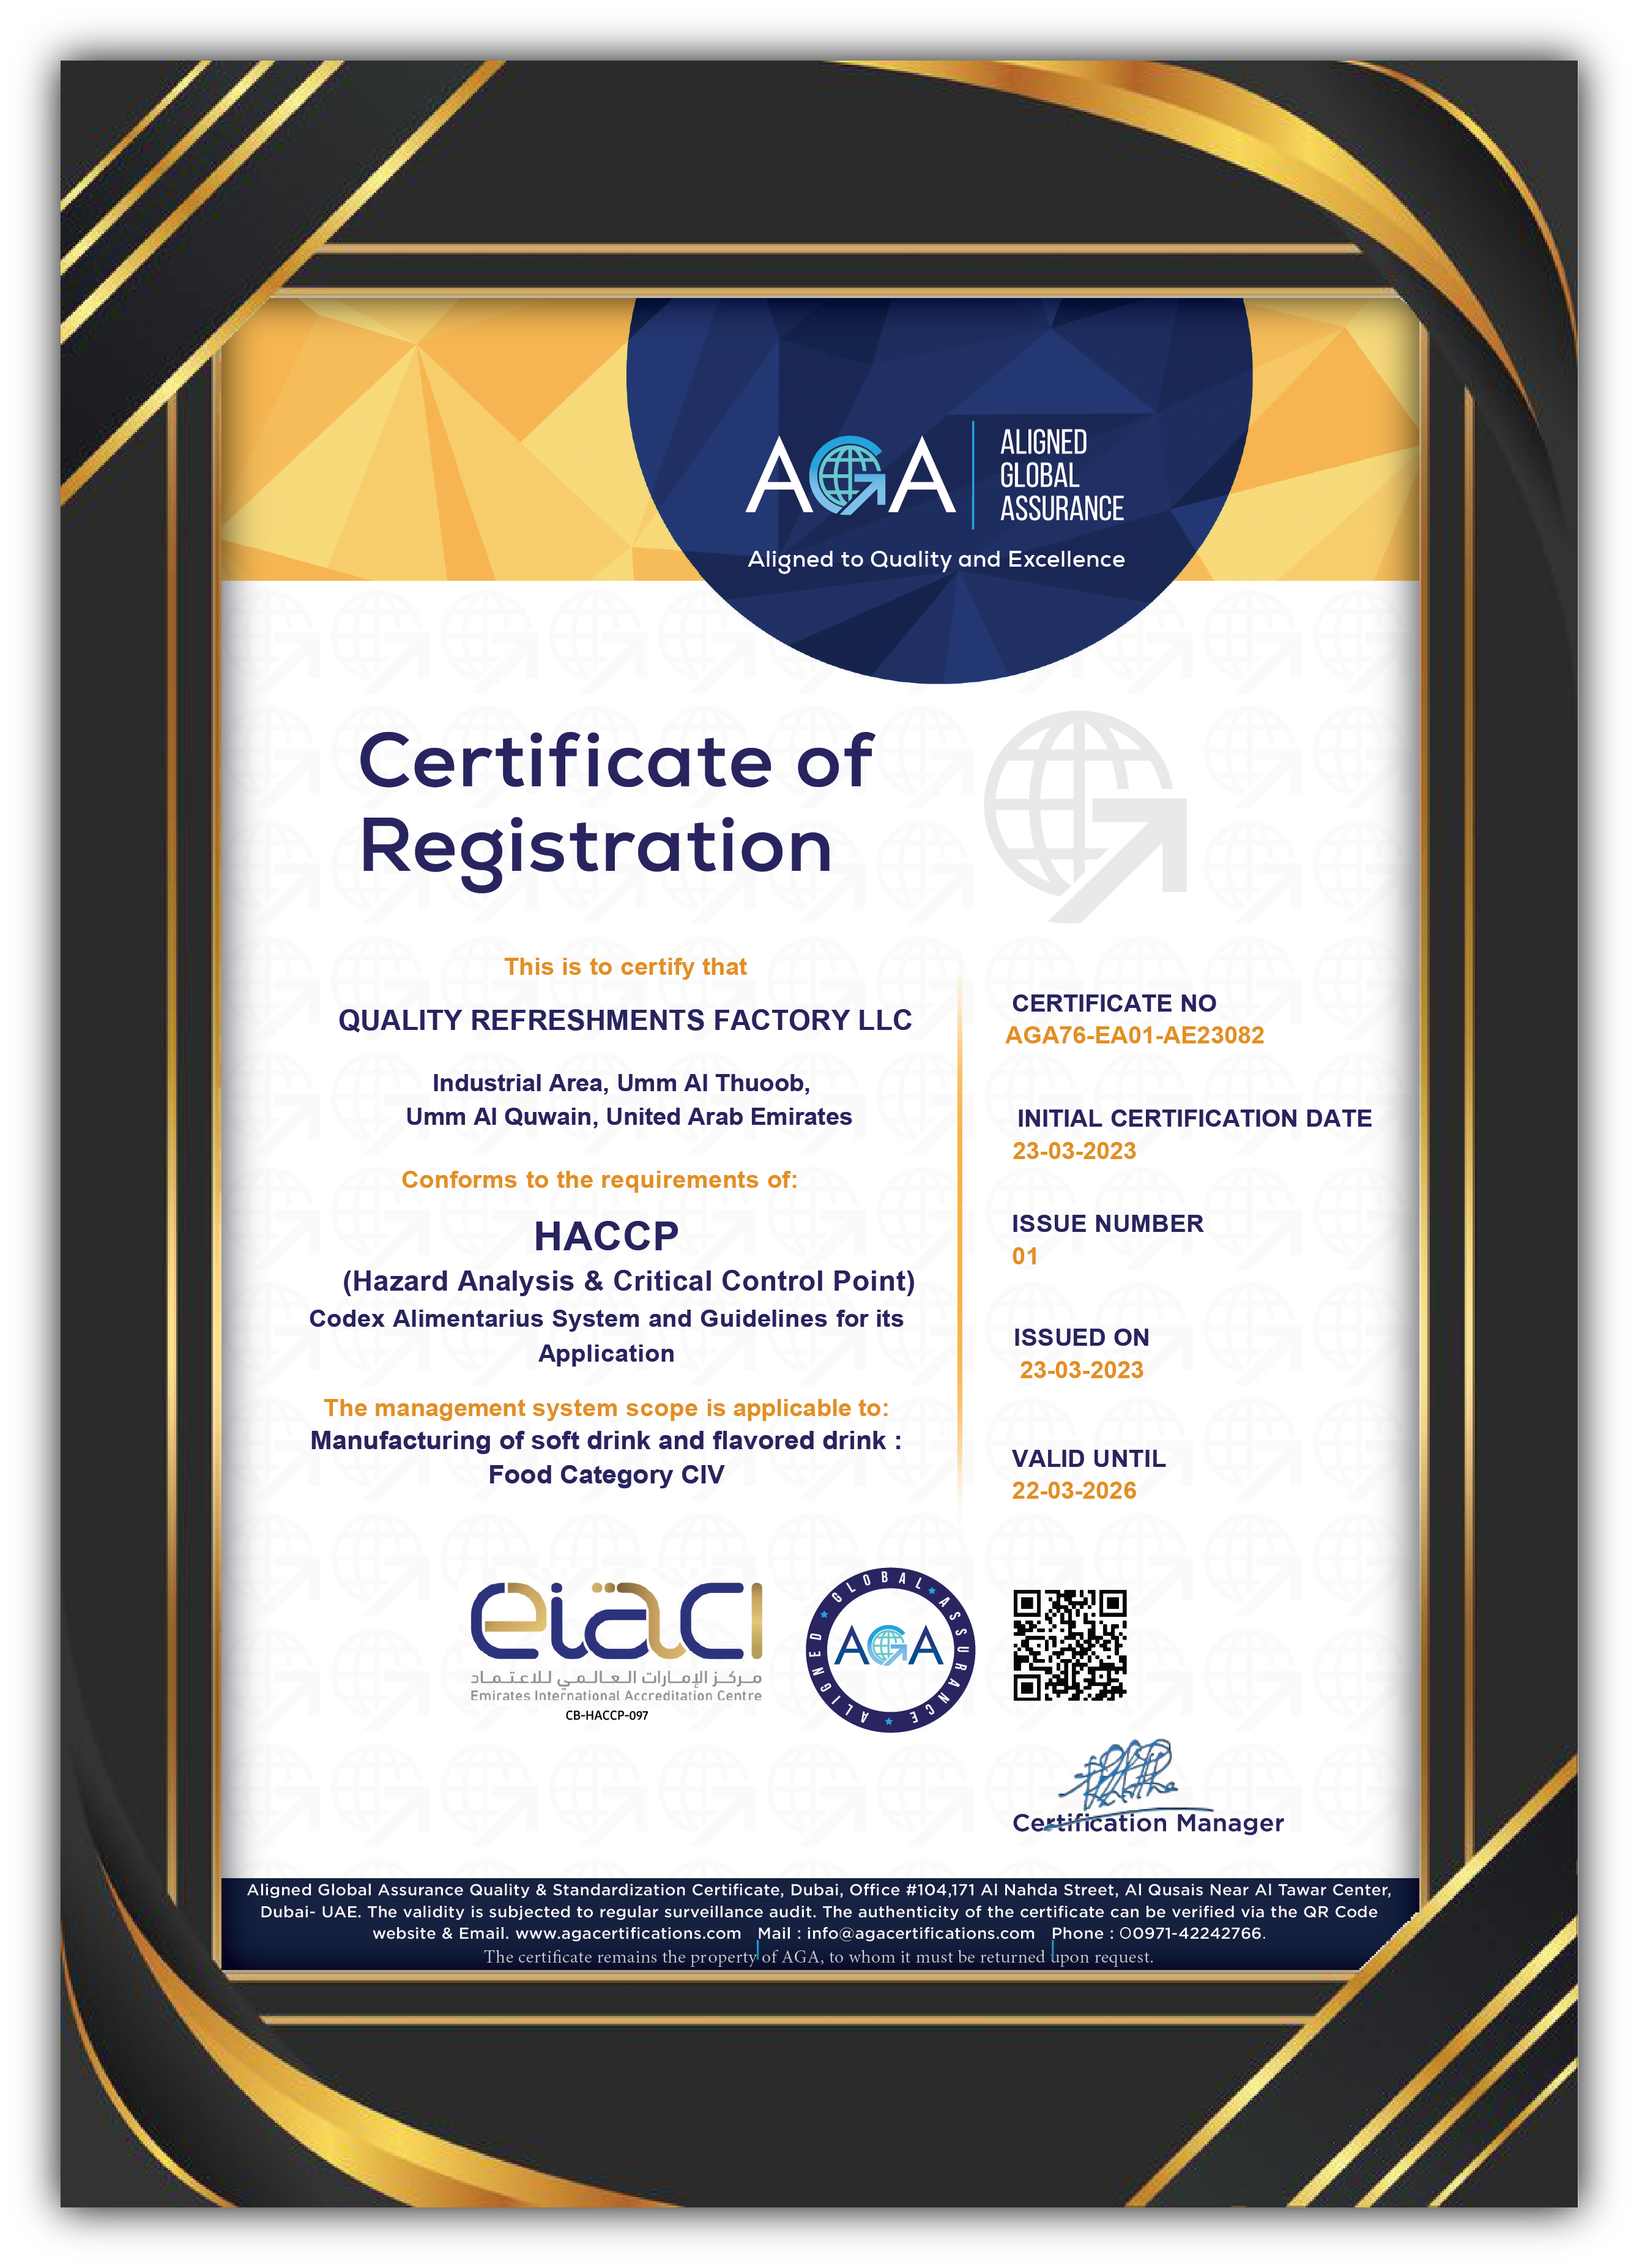 AGA
ALIGNED
GLOBAL
ASSURANCE
Aligned to Quality and Excellence
Certificate of
Registration
This is to certify that
QUALITY REFRESHMENTS FACTORY LLC
Industrial Area, Umm Al Thuoob,
Umm Al Quwain, United Arab Emirates
Conforms to the requirements of:
HACCP
(Hazard Analysis & Critical Control Point)
Codex Alimentarius System and Guidelines for its
Application
The management system scope is applicable to:
Manufacturing of soft drink and flavored drink :
Food Category CIV
CERTIFICATE NO
AGA76-EA01-AE23082
INITIAL CERTIFICATION DATE
23-03-2023
ISSUE NUMBER
01
ISSUED ON
23-03-2023
VALID UNTIL
22-03-2026
eiaci
مركز الإمارات العالمي للاعتماد
Emirates International Accreditation Centre
CB-HACCP-097
ALIGNED GLOBAL ASSURANCE
AGA
Certification Manager
Aligned Global Assurance Quality & Standardization Certificate, Dubai, Office #104,171 Al Nahda Street, Al Qusais Near Al Tawar Center,
Dubai- UAE. The validity is subjected to regular surveillance audit. The authenticity of the certificate can be verified via the QR Code
website & Email. www.agacertifications.com Mail : info@agacertifications.com Phone : O0971-42242766.
The certificate remains the property of AGA, to whom it must be returned upon request.